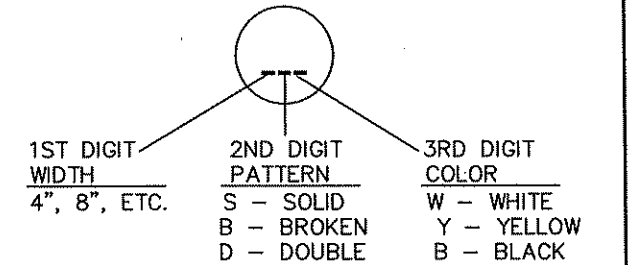 1ST DIGIT 2ND DIGIT 3RD DIGIT
WIDTH PATTERN COLOR
4", 8", ETC. S – SOLID W – WHITE
B – BROKEN Y – YELLOW
D – DOUBLE B – BLACK